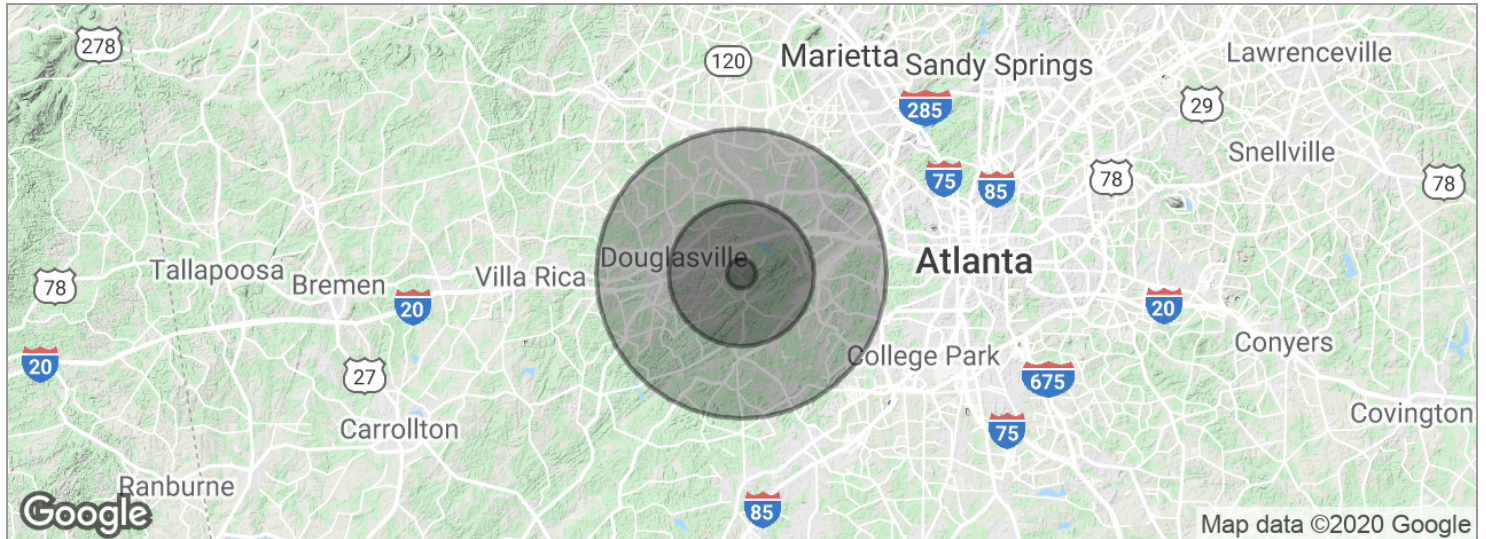 278
120
Marietta
Sandy Springs
Lawrenceville
285
29
Snellville
75
85
78
78
Douglasville
Atlanta
Tallapoosa
Bremen
Villa Rica
78
20
20
Conyers
20
27
College Park
675
Covington
Carrollton
75
Ranburne
85
Google
Map data ©2020 Google